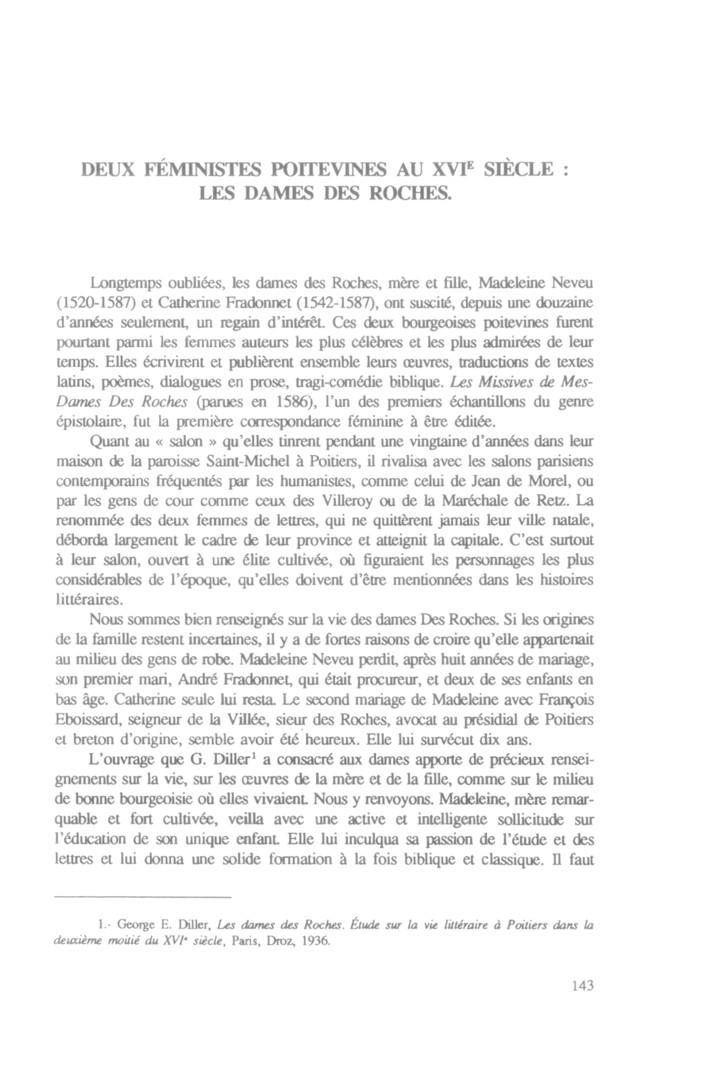 DEUX FÉMINISTES POITEVINES AU XVIE SIÈCLE :
LES DAMES DES ROCHES.
Longtemps oubliées, les dames des Roches, mère et fille, Madeleine Neveu
(1520-1587) et Catherine Fradonnet (1542-1587), ont suscité, depuis une douzaine
d'années seulement, un regain d'intérêt. Ces deux bourgeoises poitevines furent
pourtant parmi les femmes auteurs les plus célèbres et les plus admirées de leur
temps. Elles écrivirent et publièrent ensemble leurs œuvres, traductions de textes
latins, poèmes, dialogues en prose, tragi-comédie biblique. Les Missives de Mes-
Dames Des Roches (parues en 1586), l'un des premiers échantillons du genre
épistolaire, fut la première correspondance féminine à être éditée.
Quant au « salon » qu'elles tinrent pendant une vingtaine d'années dans leur
maison de la paroisse Saint-Michel à Poitiers, il rivalisa avec les salons parisiens
contemporains fréquentés par les humanistes, comme celui de Jean de Morel, ou
par les gens de cour comme ceux des Villeroy ou de la Maréchale de Retz. La
renommée des deux femmes de lettres, qui ne quittèrent jamais leur ville natale,
déborda largement le cadre de leur province et atteignit la capitale. C'est surtout
à leur salon, ouvert à une élite cultivée, où figuraient les personnages les plus
considérables de l'époque, qu'elles doivent d'être mentionnées dans les histoires
littéraires.
Nous sommes bien renseignés sur la vie des dames Des Roches. Si les origines
de la famille restent incertaines, il y a de fortes raisons de croire qu'elle appartenait
au milieu des gens de robe. Madeleine Neveu perdit, après huit années de mariage,
son premier mari, André Fradonnet, qui était procureur, et deux de ses enfants en
bas âge. Catherine seule lui resta. Le second mariage de Madeleine avec François
Eboissard, seigneur de la Villée, sieur des Roches, avocat au présidial de Poitiers
et breton d'origine, semble avoir été heureux. Elle lui survécut dix ans.
L'ouvrage que G. Diller1 a consacré aux dames apporte de précieux rensei-
gnements sur la vie, sur les œuvres de la mère et de la fille, comme sur le milieu
de bonne bourgeoisie où elles vivaient. Nous y renvoyons. Madeleine, mère remar-
quable et fort cultivée, veilla avec une active et intelligente sollicitude sur
l'éducation de son unique enfant. Elle lui inculqua sa passion de l'étude et des
lettres et lui donna une solide formation à la fois biblique et classique. Il faut
1.- George E. Diller, Les dames des Roches. Étude sur la vie littéraire à Poitiers dans la
deuxième moitié du XVIe siècle, Paris, Droz, 1936.
143